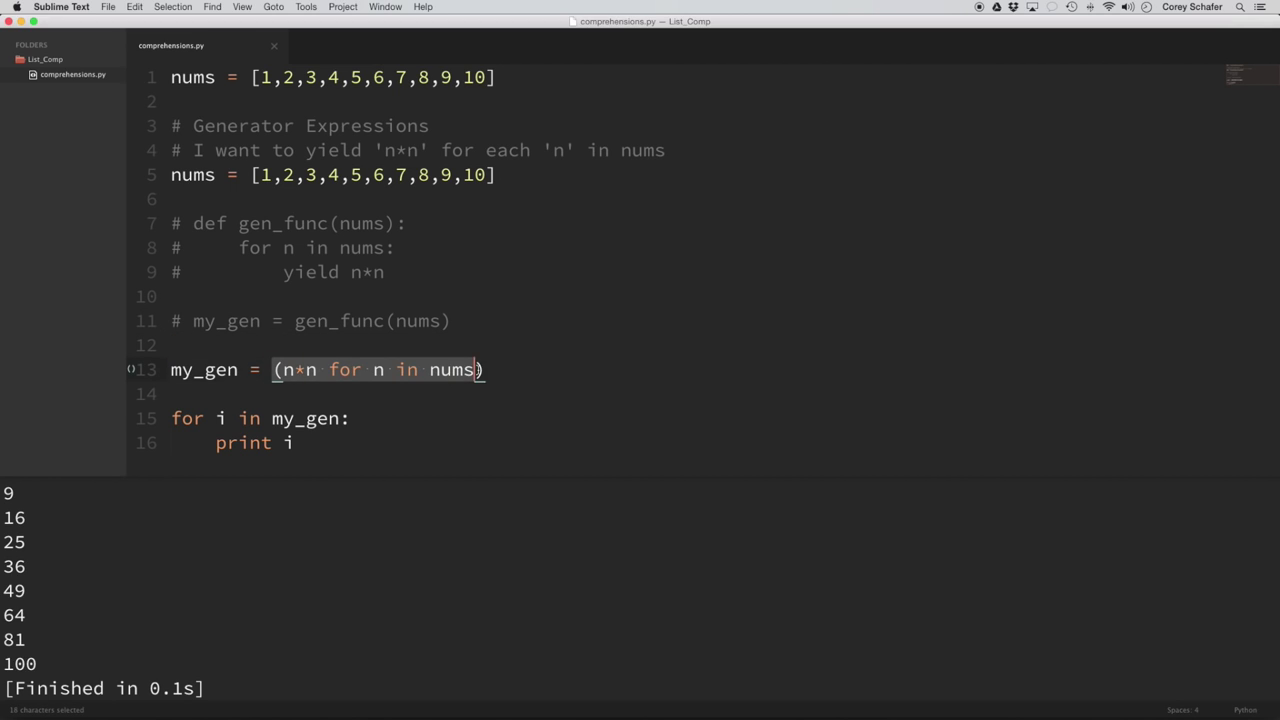 Sublime Text File Edit Selection Find View Goto Tools Project Window Help Corey Schafer
comprehensions.py — List_Comp
FOLDERS
List_Comp
comprehensions.py
comprehensions.py
1 nums = [1,2,3,4,5,6,7,8,9,10]
2
3 # Generator Expressions
4 # I want to yield 'n*n' for each 'n' in nums
5 nums = [1,2,3,4,5,6,7,8,9,10]
6
7 # def gen_func(nums):
8 #     for n in nums:
9 #         yield n*n
10
11 # my_gen = gen_func(nums)
12
13 my_gen = (n*n for n in nums)
14
15 for i in my_gen:
16     print i
9
16
25
36
49
64
81
100
[Finished in 0.1s]
18 characters selected Spaces: 4 Python